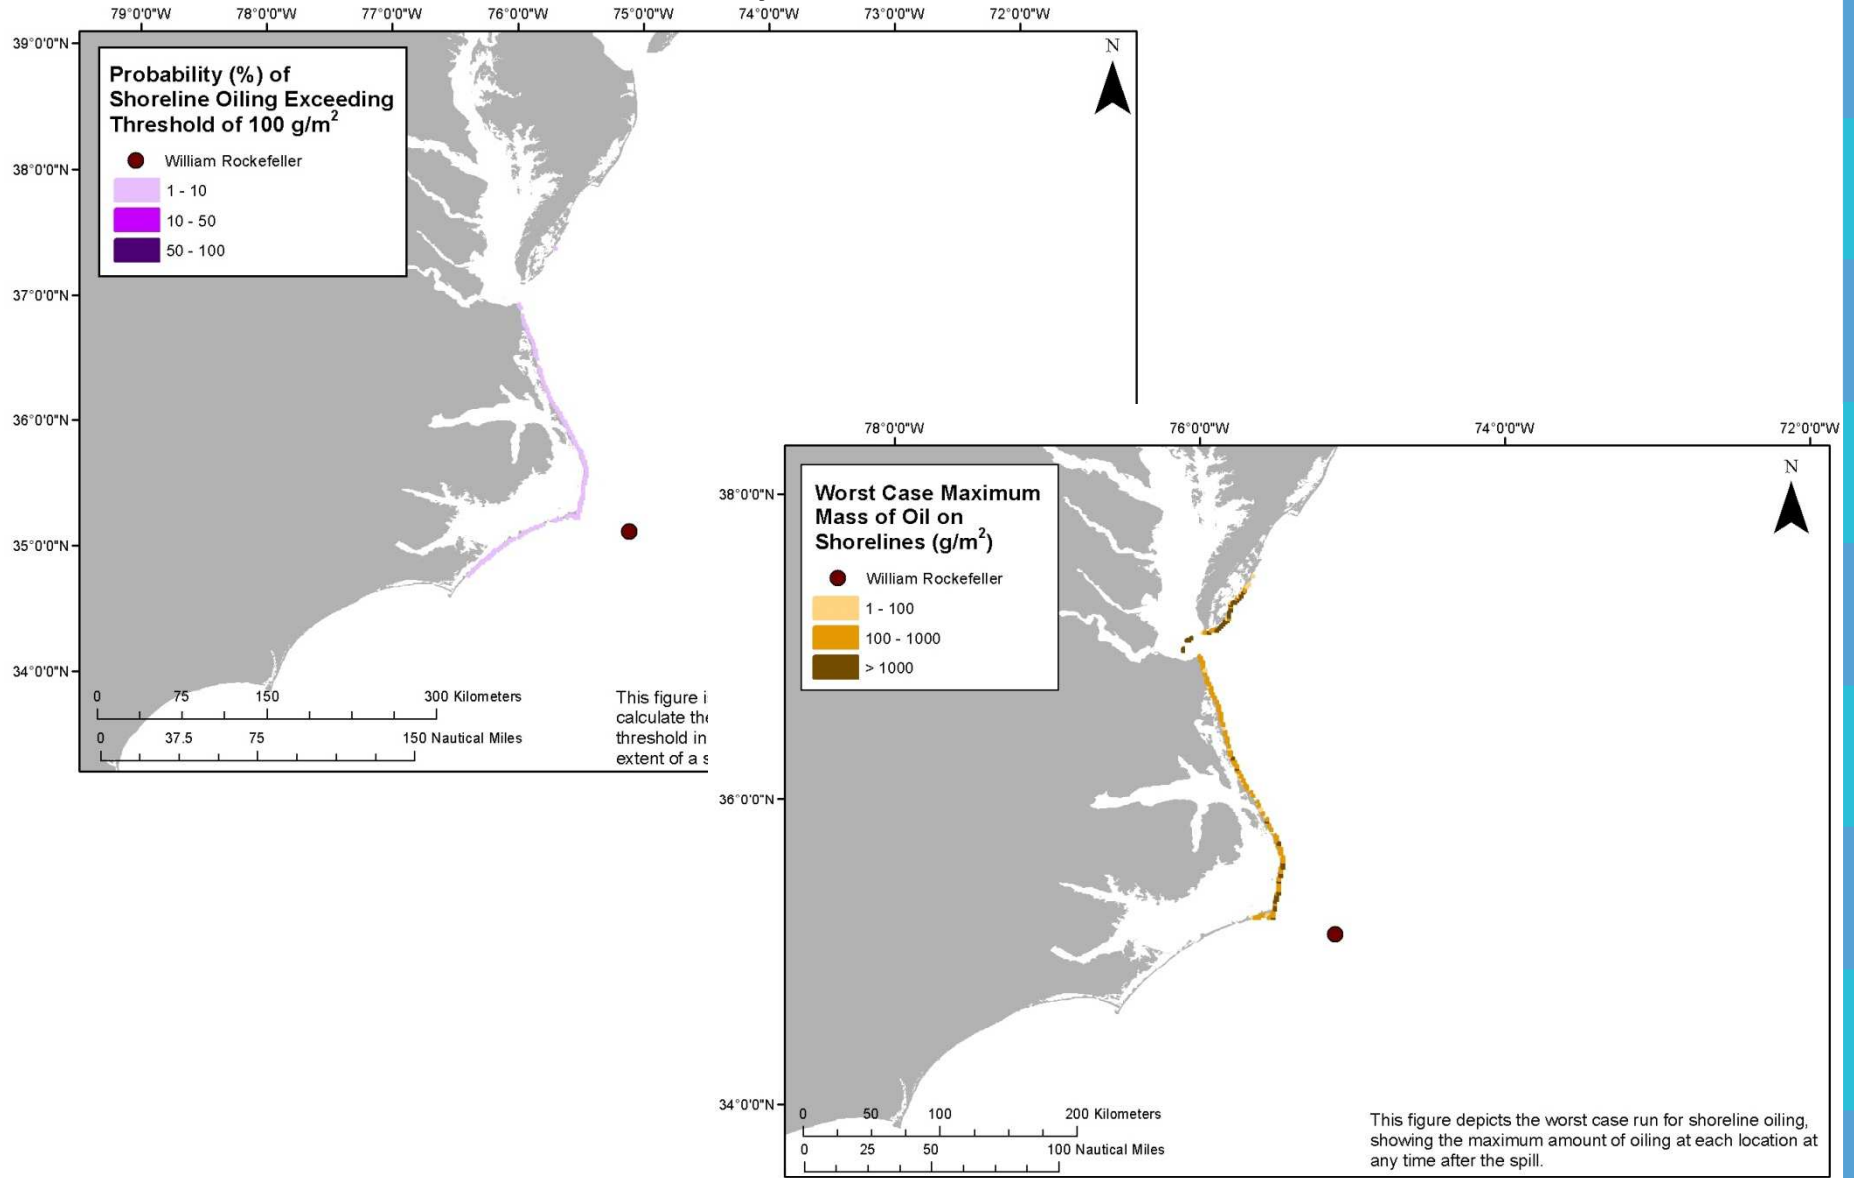 79°0'0"W
78°0'0"W
77°0'0"W
76°0'0"W
75°0'0"W
74°0'0"W
73°0'0"W
72°0'0"W
39°0'0"N
38°0'0"N
37°0'0"N
36°0'0"N
35°0'0"N
34°0'0"N
Probability (%) of
Shoreline Oiling Exceeding
Threshold of 100 g/m²
William Rockefeller
1 - 10
10 - 50
50 - 100
N
0 75 150 300 Kilometers
0 37.5 75 150 Nautical Miles
This figure i
calculate the
threshold in
extent of a s
78°0'0"W
76°0'0"W
74°0'0"W
72°0'0"W
38°0'0"N
36°0'0"N
34°0'0"N
Worst Case Maximum
Mass of Oil on
Shorelines (g/m²)
William Rockefeller
1 - 100
100 - 1000
> 1000
N
0 50 100 200 Kilometers
0 25 50 100 Nautical Miles
This figure depicts the worst case run for shoreline oiling,
showing the maximum amount of oiling at each location at
any time after the spill.